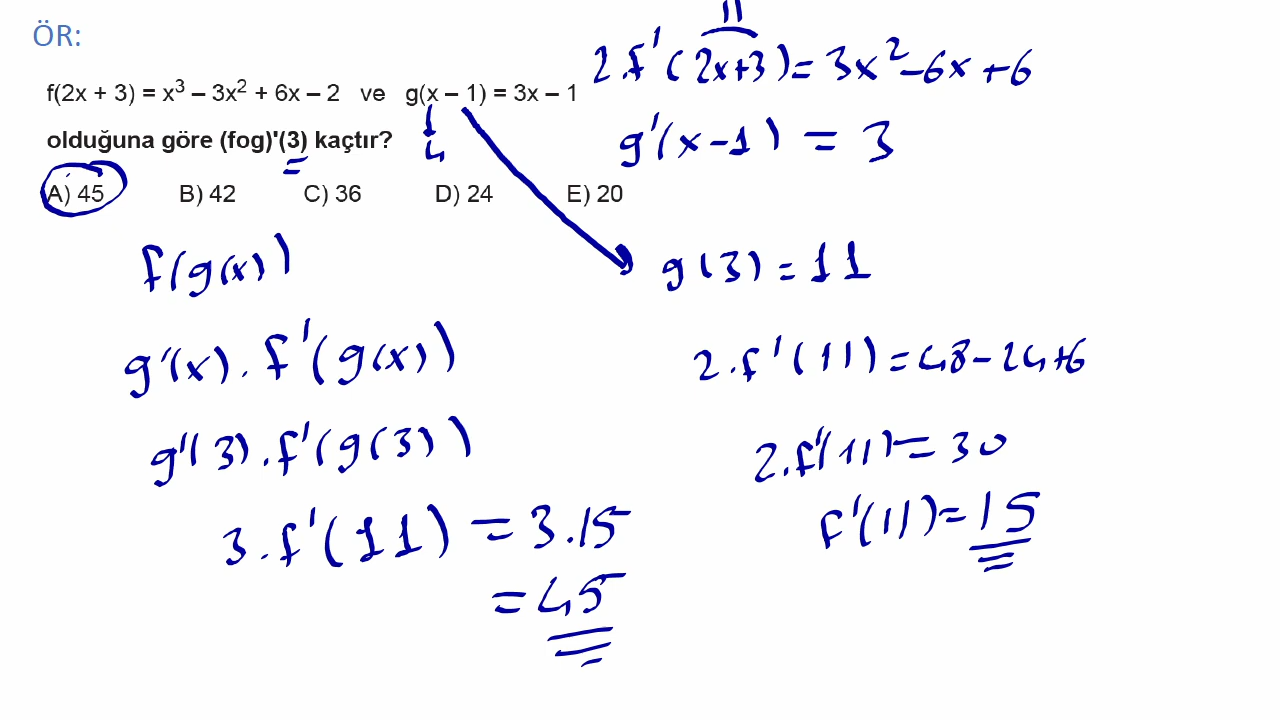 ÖR:
f(2x + 3) = x³ – 3x² + 6x – 2 ve g(x – 1) = 3x – 1
olduğuna göre (fog)'(3) kaçtır?
A) 45 B) 42 C) 36 D) 24 E) 20
4
11
2.f'(2x+3) = 3x² - 6x + 6
g'(x-1) = 3
f(g(x))
g'(x).f'(g(x))
g'(3).f'(g(3))
3.f'(11) = 3.15
= 45
g(3) = 11
2.f'(11) = 48 - 24 + 6
2.f'(11) = 30
f'(11) = 15